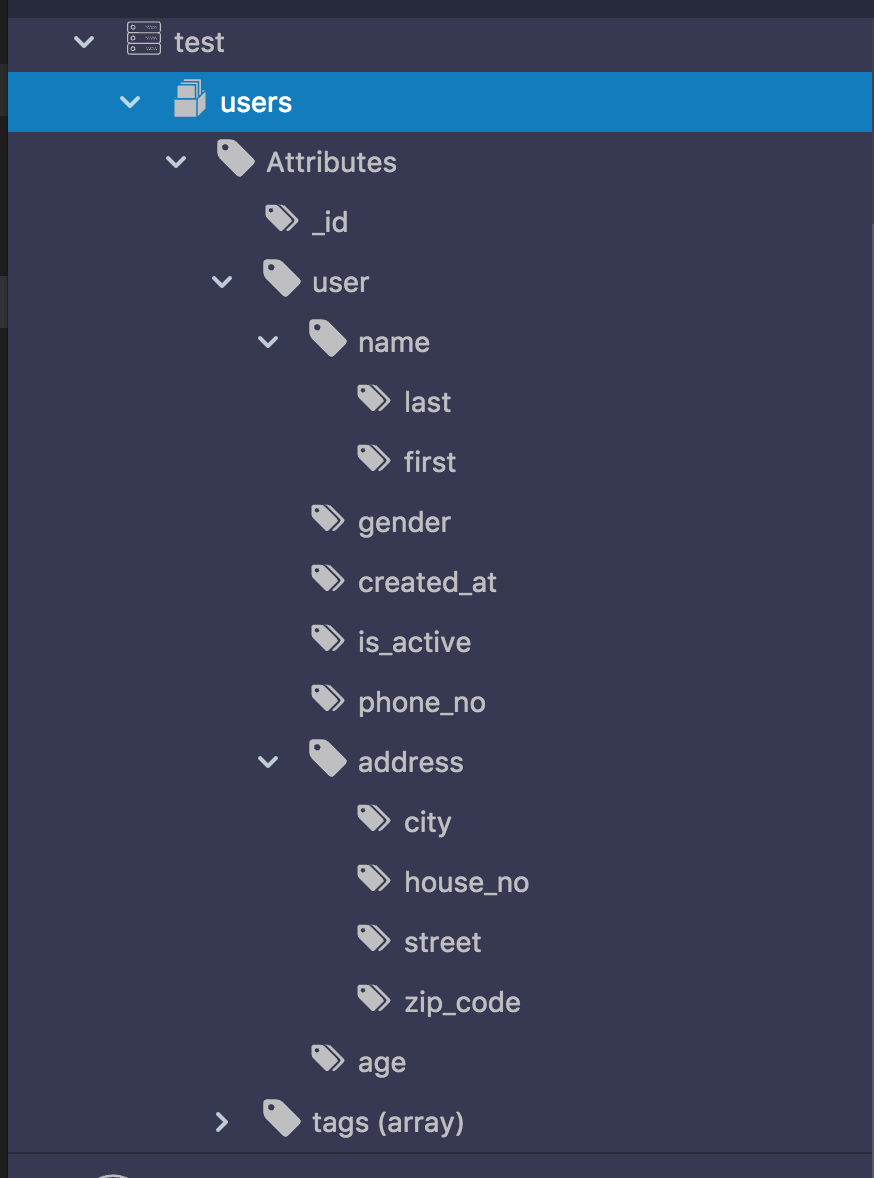 test
users
Attributes
_id
user
name
last
first
gender
created_at
is_active
phone_no
address
city
house_no
street
zip_code
age
tags (array)